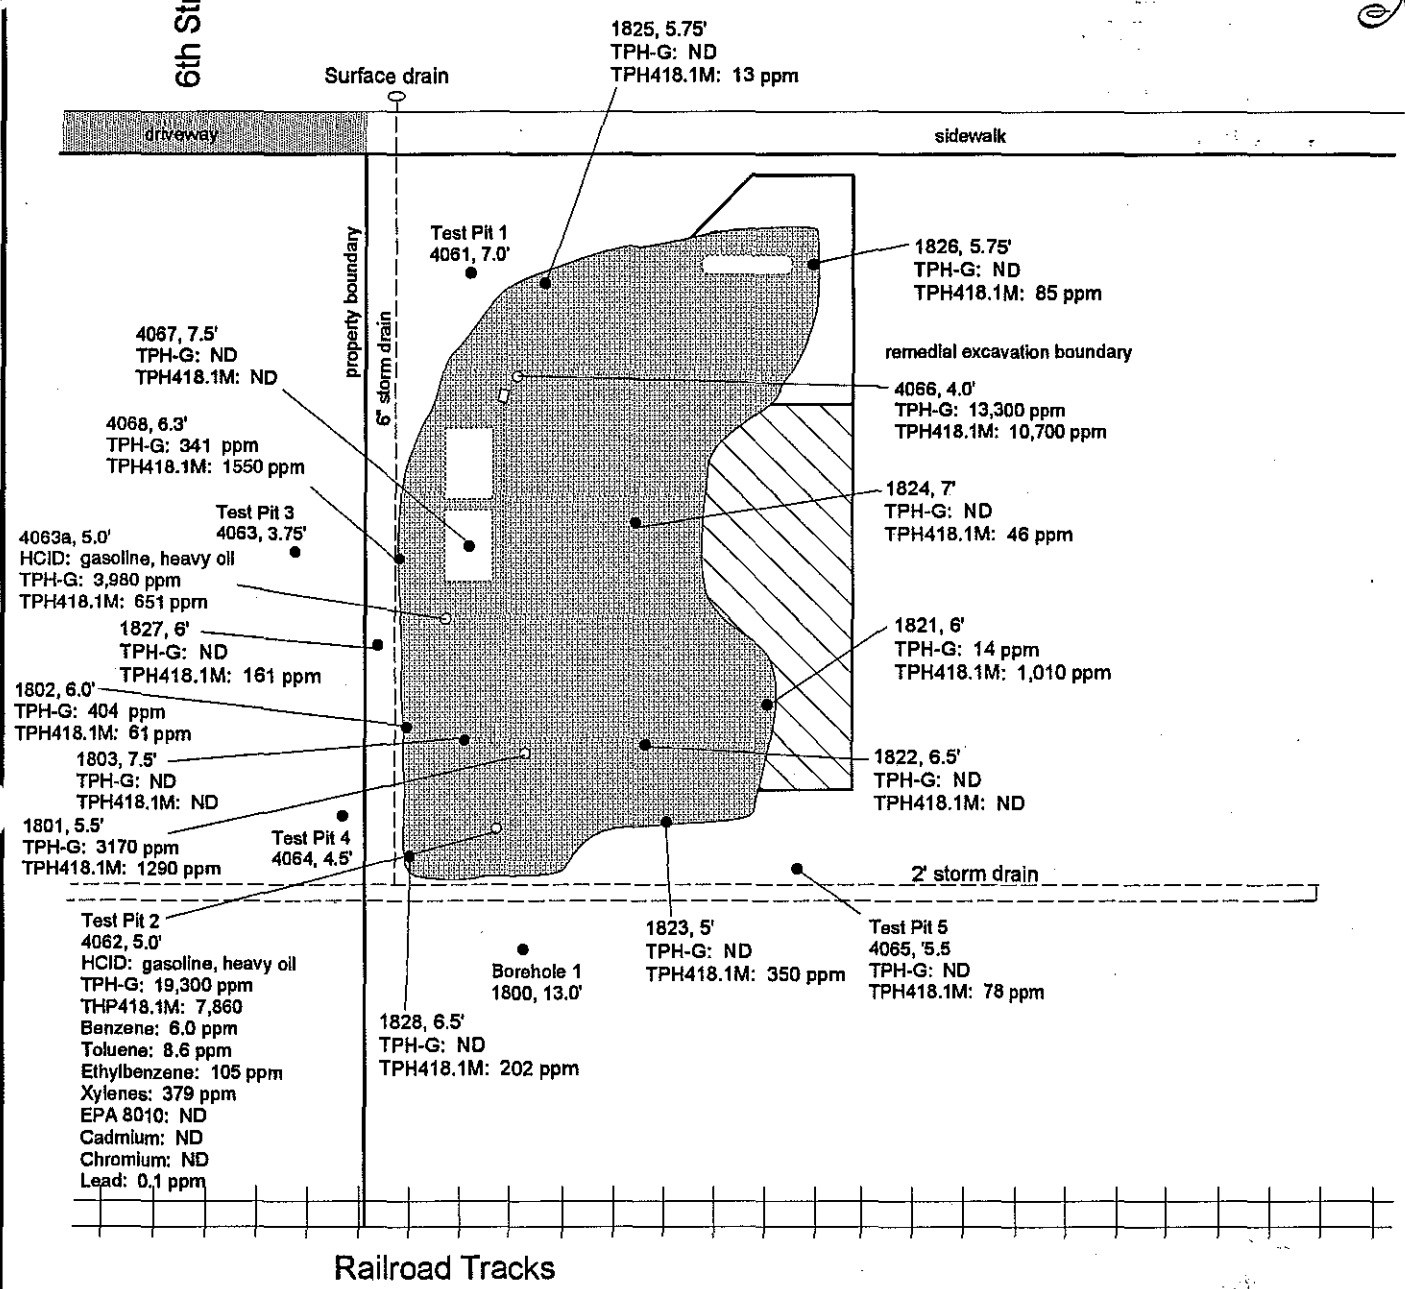 6th Str
Surface drain
1825, 5.75'
TPH-G: ND
TPH418.1M: 13 ppm
driveway
sidewalk
property boundary
6" storm drain
Test Pit 1
4061, 7.0'
1826, 5.75'
TPH-G: ND
TPH418.1M: 85 ppm
remedial excavation boundary
4067, 7.5'
TPH-G: ND
TPH418.1M: ND
4066, 4.0'
TPH-G: 13,300 ppm
TPH418.1M: 10,700 ppm
4068, 6.3'
TPH-G: 341 ppm
TPH418.1M: 1550 ppm
1824, 7'
TPH-G: ND
TPH418.1M: 46 ppm
Test Pit 3
4063, 3.75'
4063a, 5.0'
HCID: gasoline, heavy oil
TPH-G: 3,980 ppm
TPH418.1M: 651 ppm
1827, 6'
TPH-G: ND
TPH418.1M: 161 ppm
1821, 6'
TPH-G: 14 ppm
TPH418.1M: 1,010 ppm
1802, 6.0'
TPH-G: 404 ppm
TPH418.1M: 61 ppm
1803, 7.5'
TPH-G: ND
TPH418.1M: ND
1822, 6.5'
TPH-G: ND
TPH418.1M: ND
1801, 5.5'
TPH-G: 3170 ppm
TPH418.1M: 1290 ppm
Test Pit 4
4064, 4.5'
2' storm drain
Test Pit 2
4062, 5.0'
HCID: gasoline, heavy oil
TPH-G: 19,300 ppm
THP418.1M: 7,860
Benzene: 6.0 ppm
Toluene: 8.6 ppm
Ethylbenzene: 105 ppm
Xylenes: 379 ppm
EPA 8010: ND
Cadmium: ND
Chromium: ND
Lead: 0.1 ppm
Borehole 1
1800, 13.0'
1823, 5'
TPH-G: ND
TPH418.1M: 350 ppm
Test Pit 5
4065, '5.5
TPH-G: ND
TPH418.1M: 78 ppm
1828, 6.5'
TPH-G: ND
TPH418.1M: 202 ppm
Railroad Tracks